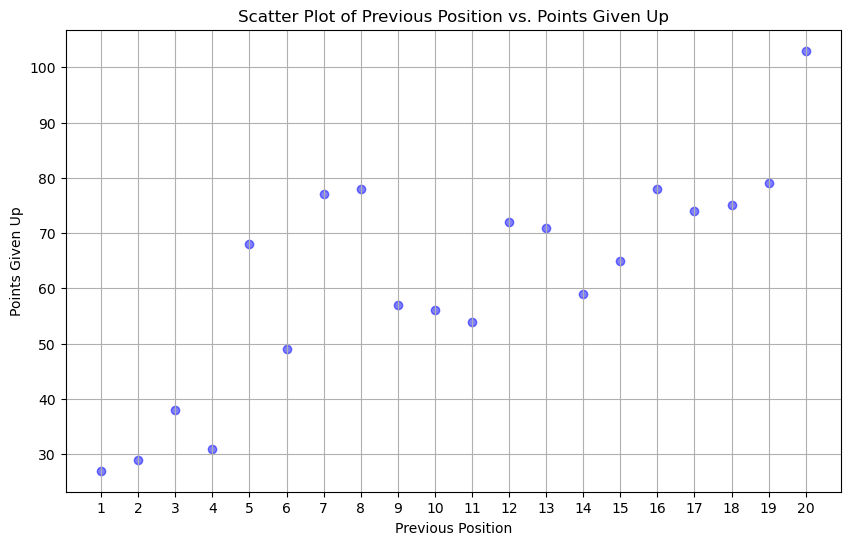 Scatter Plot of Previous Position vs. Points Given Up
100
90
80
70
60
50
40
30
Points Given Up
1 2 3 4 5 6 7 8 9 10 11 12 13 14 15 16 17 18 19 20
Previous Position